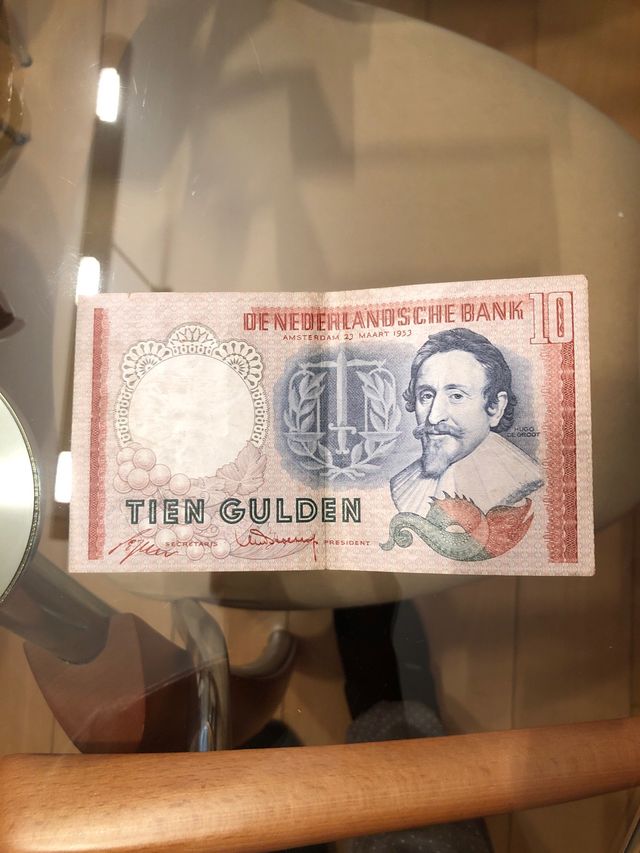 DE NEDERLANDSCHE BANK 10
AMSTERDAM 23 MAART 1953
HUGO
DE GROOT
TIEN GULDEN
SECRETARIS PRESIDENT